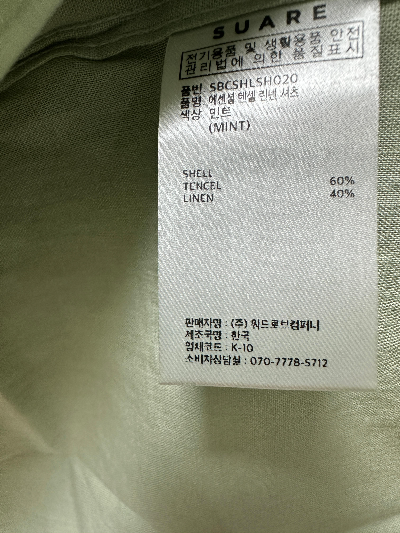 SUARE
전기용품 및 생활용품 안전
관리법에 의한 품질표시
품번 SBCSHLSH020
품명 에센셜 텐셀 린넨 셔츠
색상 민트
(MINT)
SHELL
TENCEL 60%
LINEN 40%
판매자명 : (주) 워드로브컴퍼니
제조국명 : 한국
업체코드 : K-10
소비자상담실 : 070-7778-5712